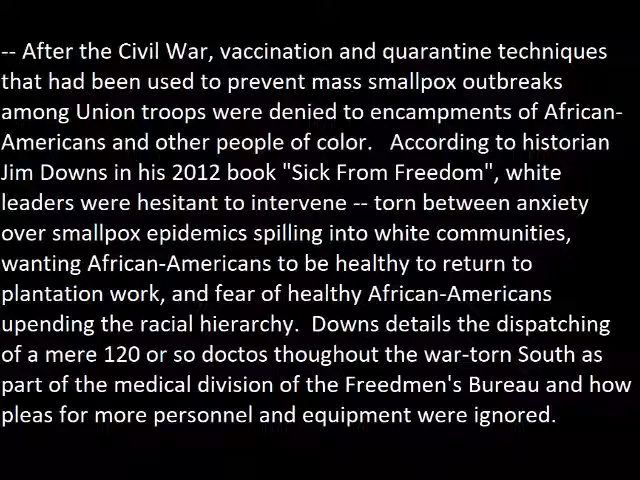 -- After the Civil War, vaccination and quarantine techniques
that had been used to prevent mass smallpox outbreaks
among Union troops were denied to encampments of African-
Americans and other people of color.   According to historian
Jim Downs in his 2012 book "Sick From Freedom", white
leaders were hesitant to intervene -- torn between anxiety
over smallpox epidemics spilling into white communities,
wanting African-Americans to be healthy to return to
plantation work, and fear of healthy African-Americans
upending the racial hierarchy.  Downs details the dispatching
of a mere 120 or so doctos thoughout the war-torn South as
part of the medical division of the Freedmen's Bureau and how
pleas for more personnel and equipment were ignored.